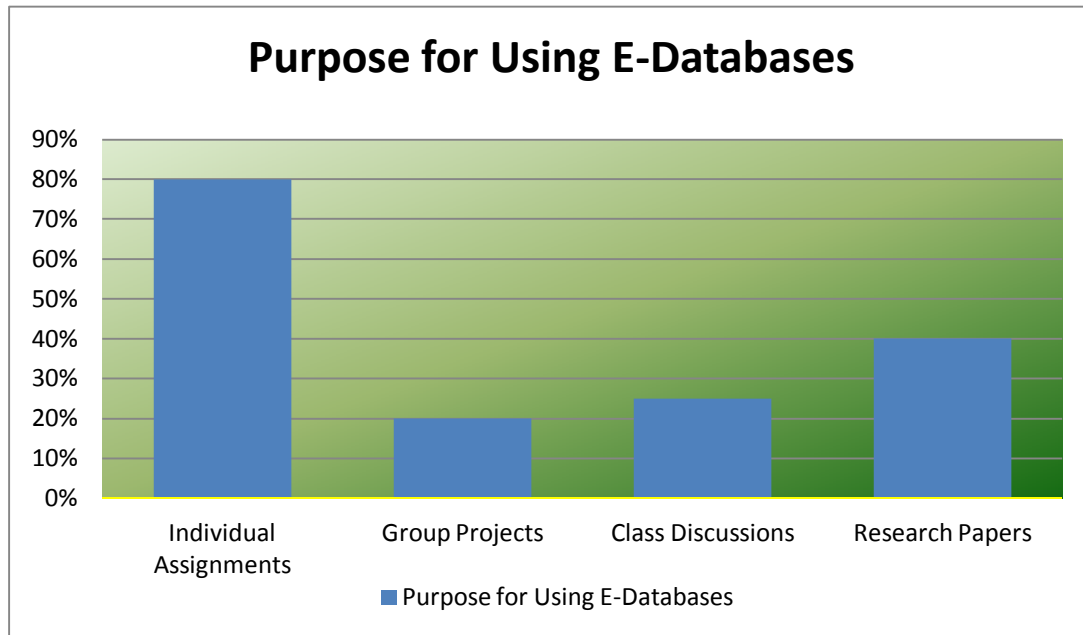 Purpose for Using E-Databases
90%
80%
70%
60%
50%
40%
30%
20%
10%
0%
Individual
Assignments
Group Projects
Class Discussions
Research Papers
Purpose for Using E-Databases